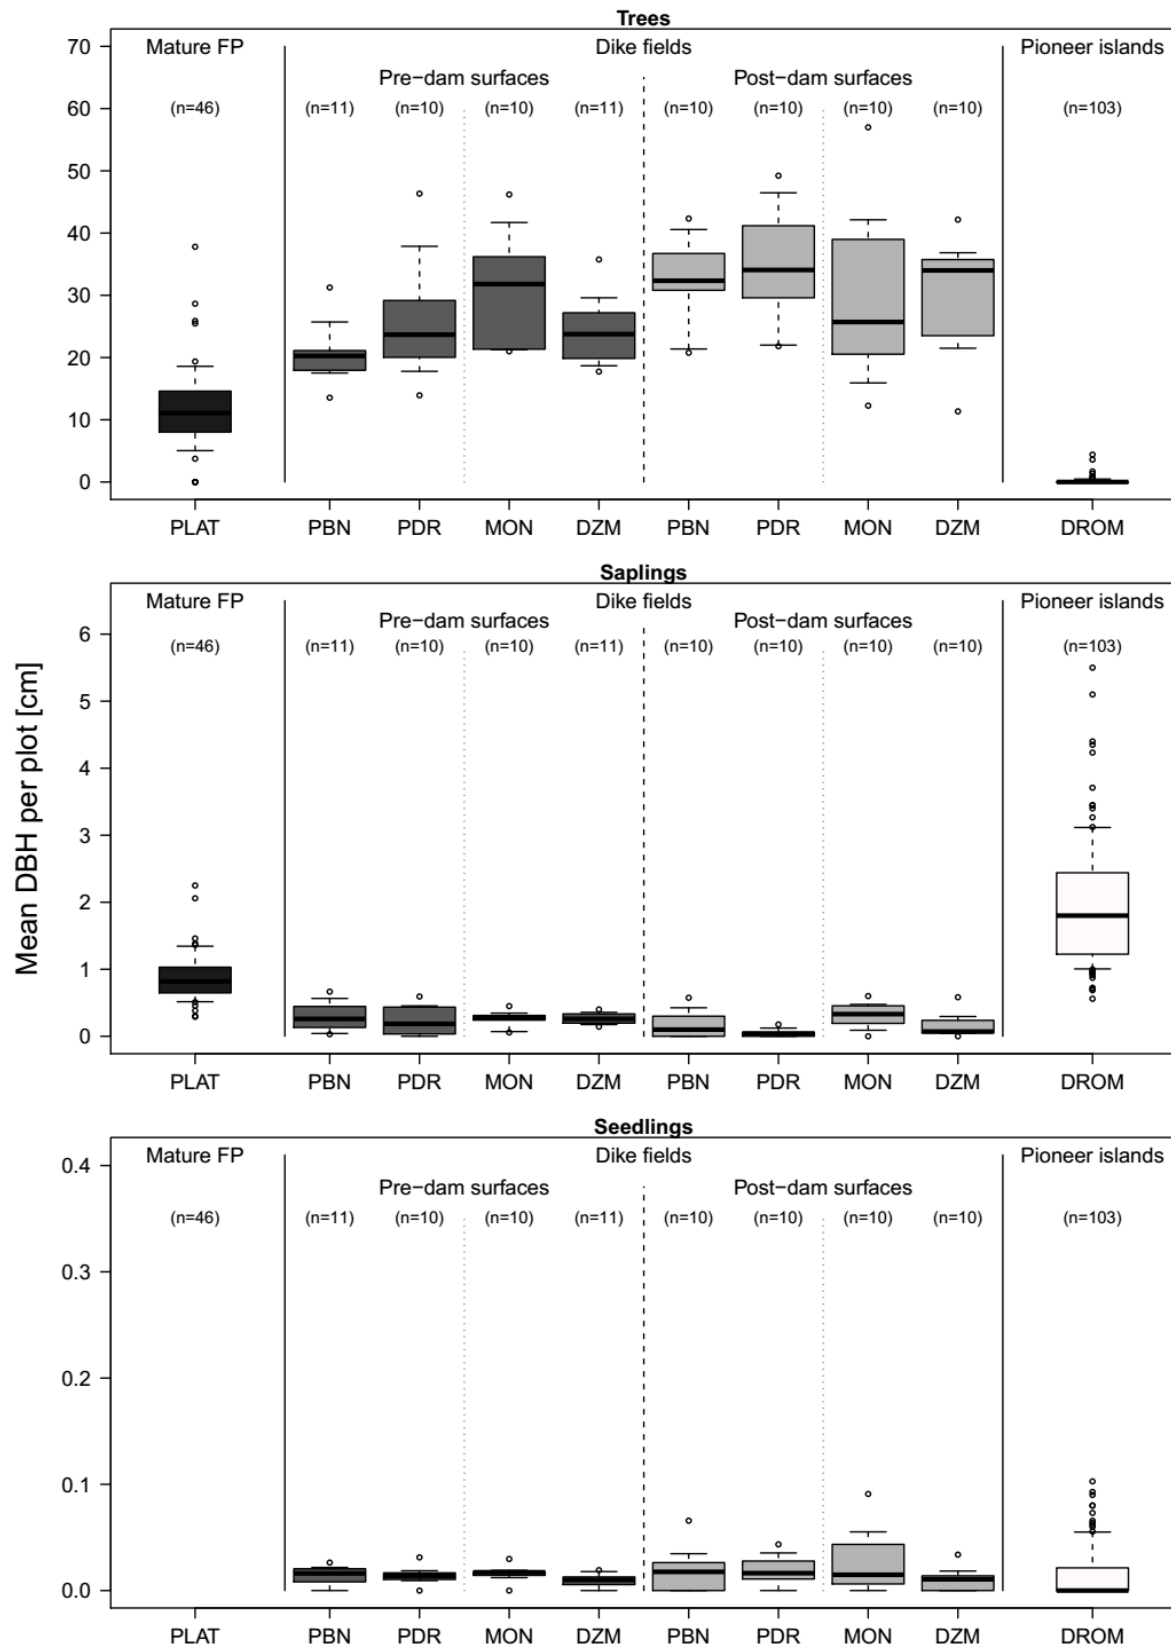 Trees
Mature FP Dike fields Pioneer islands
Pre−dam surfaces Post−dam surfaces
(n=46) (n=11) (n=10) (n=10) (n=11) (n=10) (n=10) (n=10) (n=10) (n=103)
70
60
50
40
30
20
10
0
PLAT PBN PDR MON DZM PBN PDR MON DZM DROM
Saplings
Mature FP Dike fields Pioneer islands
Pre−dam surfaces Post−dam surfaces
(n=46) (n=11) (n=10) (n=10) (n=11) (n=10) (n=10) (n=10) (n=10) (n=103)
Mean DBH per plot [cm]
6
5
4
3
2
1
0
PLAT PBN PDR MON DZM PBN PDR MON DZM DROM
Seedlings
Mature FP Dike fields Pioneer islands
Pre−dam surfaces Post−dam surfaces
(n=46) (n=11) (n=10) (n=10) (n=11) (n=10) (n=10) (n=10) (n=10) (n=103)
0.4
0.3
0.2
0.1
0.0
PLAT PBN PDR MON DZM PBN PDR MON DZM DROM